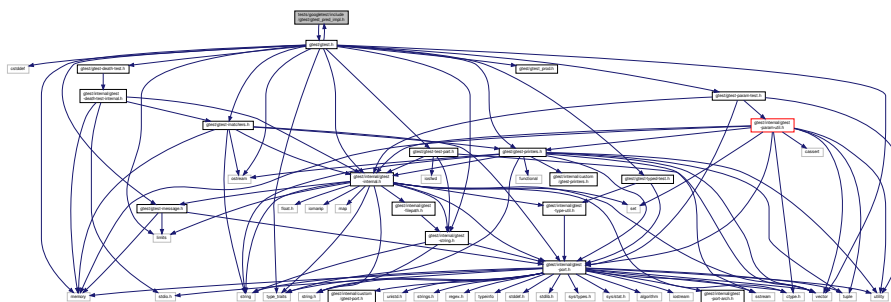 tests/googletest/include
/gtest/gtest_pred_impl.h
gtest/gtest.h
cstddef
gtest/gtest-death-test.h
gtest/gtest_prod.h
gtest/internal/gtest
-death-test-internal.h
gtest/gtest-param-test.h
gtest/gtest-matchers.h
gtest/internal/gtest
-param-util.h
gtest/gtest-test-part.h
gtest/gtest-printers.h
cassert
ostream
gtest/internal/gtest
-internal.h
iosfwd
functional
gtest/internal/custom
/gtest-printers.h
gtest/gtest-typed-test.h
gtest/gtest-message.h
float.h
iomanip
map
gtest/internal/gtest
-filepath.h
gtest/internal/gtest
-type-util.h
set
limits
gtest/internal/gtest
-string.h
gtest/internal/gtest
-port.h
memory
stdio.h
string
type_traits
string.h
gtest/internal/custom
/gtest-port.h
unistd.h
strings.h
regex.h
typeinfo
stddef.h
stdlib.h
sys/types.h
sys/stat.h
algorithm
iostream
gtest/internal/gtest
-port-arch.h
sstream
ctype.h
vector
tuple
utility